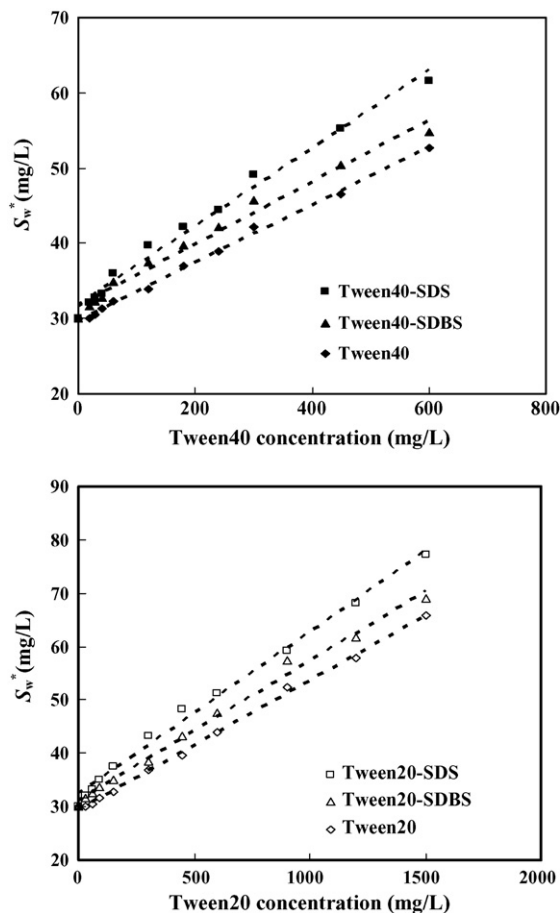 70
60
50
40
30
20
S_w^* (mg/L)
Tween40-SDS
Tween40-SDBS
Tween40
0 200 400 600 800
Tween40 concentration (mg/L)
90
80
70
60
50
40
30
20
S_w^* (mg/L)
Tween20-SDS
Tween20-SDBS
Tween20
0 500 1000 1500 2000
Tween20 concentration (mg/L)